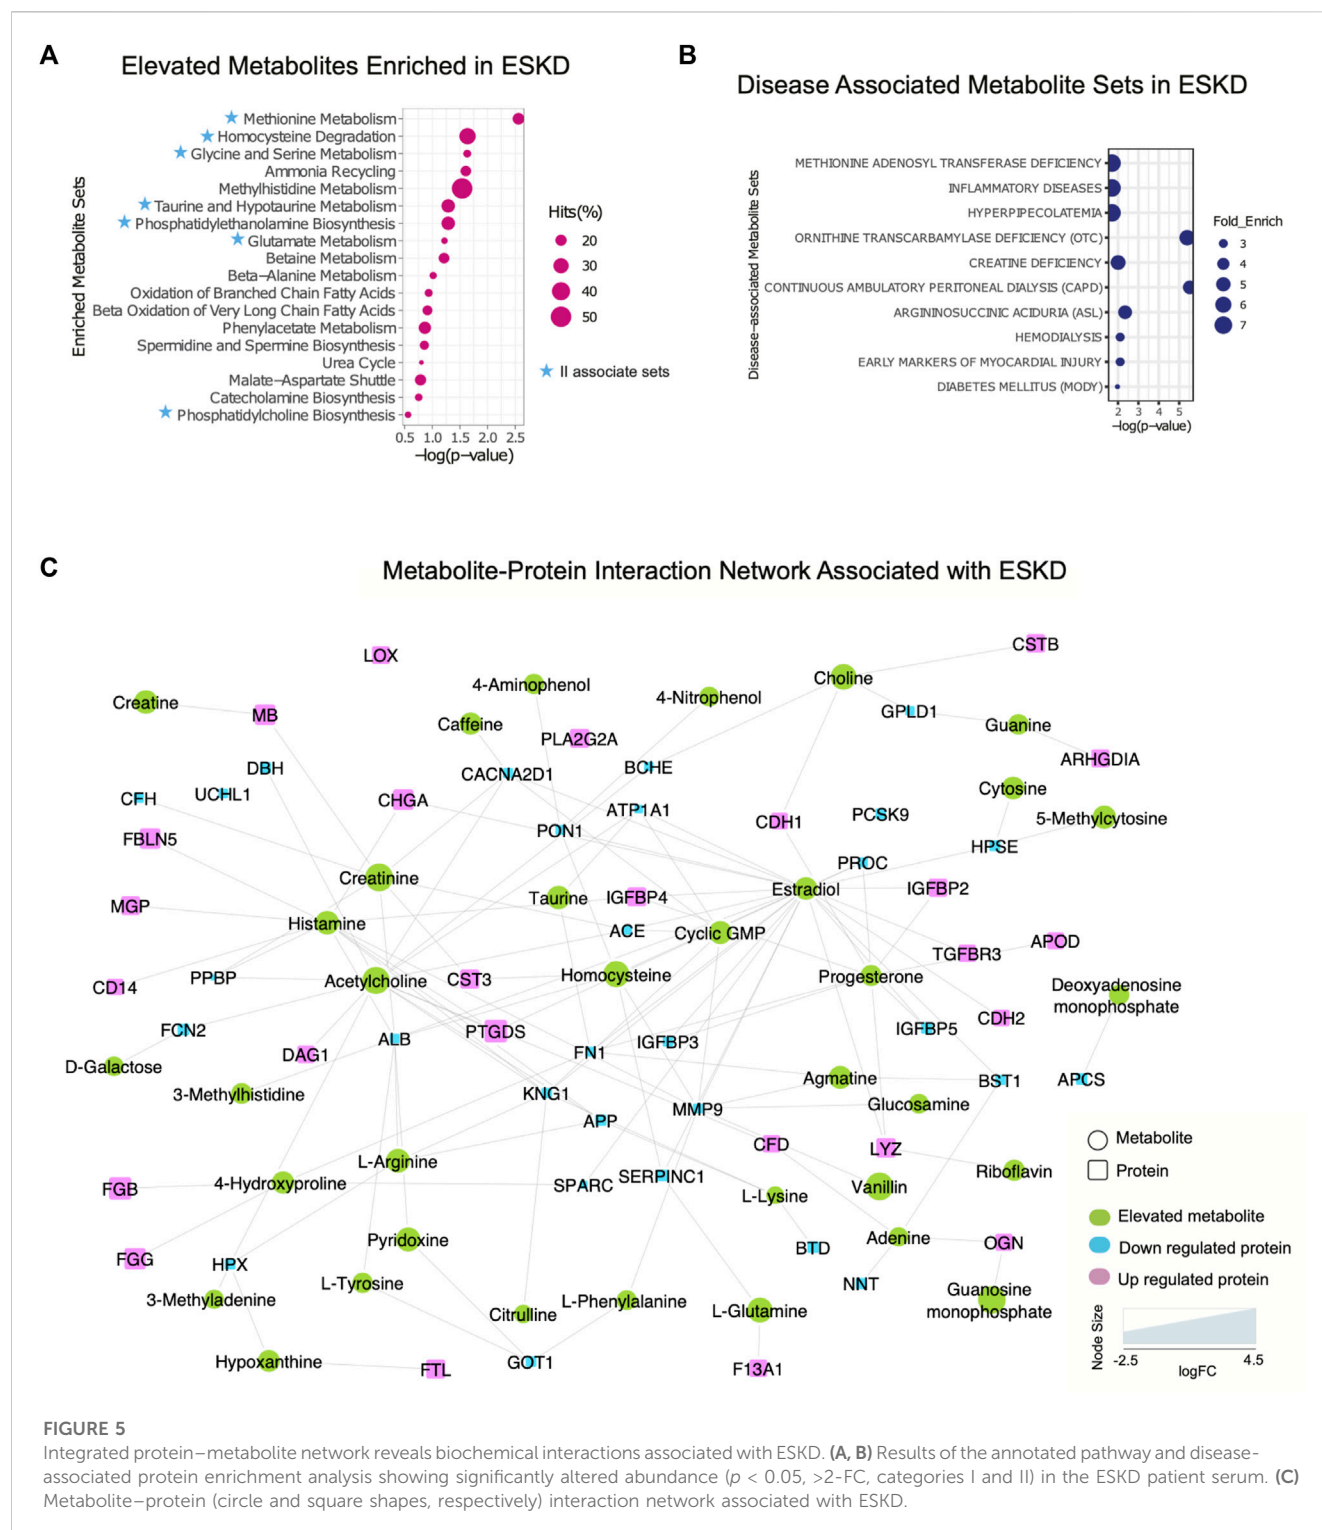 A
Elevated Metabolites Enriched in ESKD
Enriched Metabolite Sets
Methionine Metabolism
Homocysteine Degradation
Glycine and Serine Metabolism
Ammonia Recycling
Methylhistidine Metabolism
Taurine and Hypotaurine Metabolism
Phosphatidylethanolamine Biosynthesis
Glutamate Metabolism
Betaine Metabolism
Beta−Alanine Metabolism
Oxidation of Branched Chain Fatty Acids
Beta Oxidation of Very Long Chain Fatty Acids
Phenylacetate Metabolism
Spermidine and Spermine Biosynthesis
Urea Cycle
Malate−Aspartate Shuttle
Catecholamine Biosynthesis
Phosphatidylcholine Biosynthesis
0.5 1.0 1.5 2.0 2.5
−log(p−value)
Hits(%)
20
30
40
50
II associate sets
B
Disease Associated Metabolite Sets in ESKD
Disease−associated Metabolite Sets
METHIONINE ADENOSYL TRANSFERASE DEFICIENCY
INFLAMMATORY DISEASES
HYPERPIPECOLATEMIA
ORNITHINE TRANSCARBAMYLASE DEFICIENCY (OTC)
CREATINE DEFICIENCY
CONTINUOUS AMBULATORY PERITONEAL DIALYSIS (CAPD)
ARGININOSUCCINIC ACIDURIA (ASL)
HEMODIALYSIS
EARLY MARKERS OF MYOCARDIAL INJURY
DIABETES MELLITUS (MODY)
2 3 4 5
−log(p−value)
Fold_Enrich
3
4
5
6
7
C
Metabolite-Protein Interaction Network Associated with ESKD
CSTB
LOX
Choline
4-Aminophenol
4-Nitrophenol
Creatine
GPLD1
MB
Caffeine
Guanine
PLA2G2A
ARHGDIA
DBH
BCHE
CACNA2D1
Cytosine
UCHL1
CFH
CHGA
ATP1A1
PCSK9
5-Methylcytosine
CDH1
PON1
FBLN5
HPSE
PROC
Creatinine
Estradiol
IGFBP2
Taurine
IGFBP4
MGP
Histamine
ACE
Cyclic GMP
APOD
TGFBR3
Homocysteine
Progesterone
PPBP
CST3
Acetylcholine
CD14
Deoxyadenosine
monophosphate
CDH2
IGFBP5
FCN2
PTGDS
ALB
IGFBP3
FN1
DAG1
D-Galactose
Agmatine
BST1
APCS
3-Methylhistidine
KNG1
Glucosamine
MMP9
APP
CFD
LYZ
L-Arginine
Riboflavin
SERPINC1
4-Hydroxyproline
SPARC
Vanillin
FGB
L-Lysine
Adenine
Pyridoxine
OGN
BTD
FGG
HPX
L-Tyrosine
NNT
Guanosine
monophosphate
3-Methyladenine
L-Phenylalanine
Citrulline
L-Glutamine
Hypoxanthine
GOT1
FTL
F13A1
Metabolite
Protein
Elevated metabolite
Down regulated protein
Up regulated protein
Node Size
-2.5 4.5
logFC
FIGURE 5
Integrated protein–metabolite network reveals biochemical interactions associated with ESKD. (A, B) Results of the annotated pathway and disease-
associated protein enrichment analysis showing significantly altered abundance (p < 0.05, >2-FC, categories I and II) in the ESKD patient serum. (C)
Metabolite–protein (circle and square shapes, respectively) interaction network associated with ESKD.